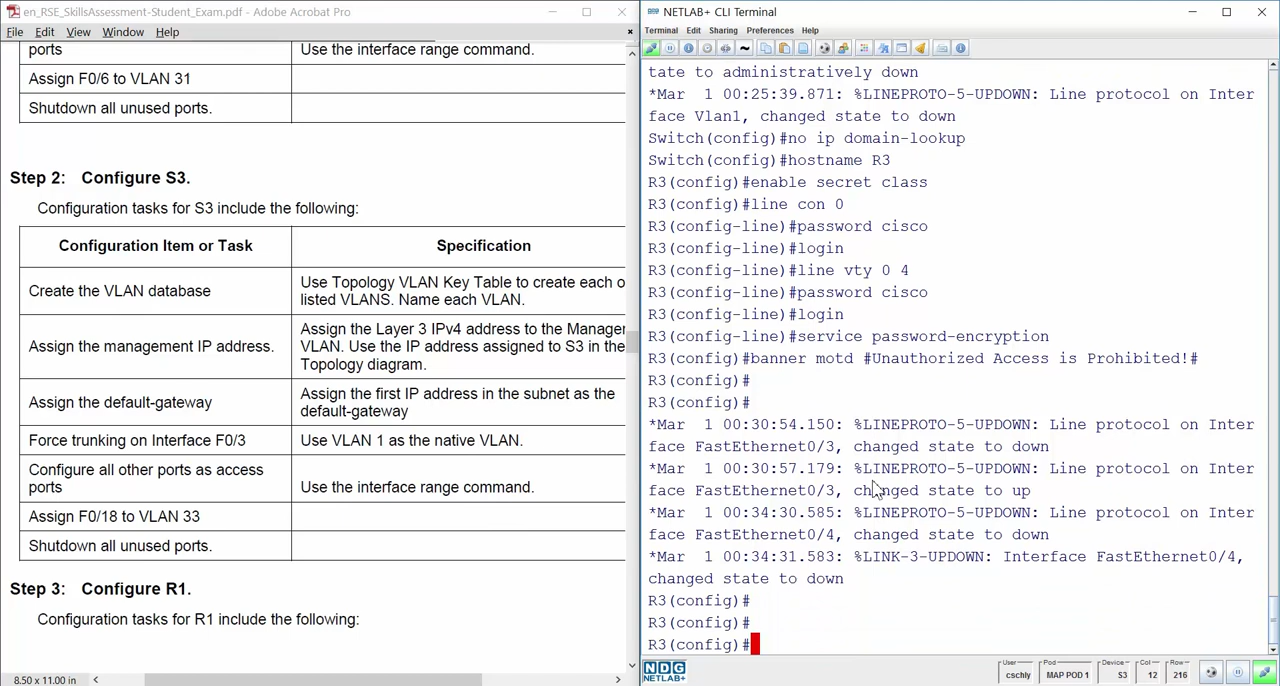 en_RSE_SkillsAssessment-Student_Exam.pdf - Adobe Acrobat Pro
File Edit View Window Help
ports
Use the interface range command.
Assign F0/6 to VLAN 31
Shutdown all unused ports.
Step 2: Configure S3.
Configuration tasks for S3 include the following:
Configuration Item or Task
Specification
Create the VLAN database
Use Topology VLAN Key Table to create each o
listed VLANS. Name each VLAN.
Assign the management IP address.
Assign the Layer 3 IPv4 address to the Manager
VLAN. Use the IP address assigned to S3 in the
Topology diagram.
Assign the default-gateway
Assign the first IP address in the subnet as the
default-gateway
Force trunking on Interface F0/3
Use VLAN 1 as the native VLAN.
Configure all other ports as access
ports
Use the interface range command.
Assign F0/18 to VLAN 33
Shutdown all unused ports.
Step 3: Configure R1.
Configuration tasks for R1 include the following:
8.50 x 11.00 in
NETLAB+ CLI Terminal
Terminal Edit Sharing Preferences Help
tate to administratively down
*Mar  1 00:25:39.871: %LINEPROTO-5-UPDOWN: Line protocol on Inter
face Vlan1, changed state to down
Switch(config)#no ip domain-lookup
Switch(config)#hostname R3
R3(config)#enable secret class
R3(config)#line con 0
R3(config-line)#password cisco
R3(config-line)#login
R3(config-line)#line vty 0 4
R3(config-line)#password cisco
R3(config-line)#login
R3(config-line)#service password-encryption
R3(config)#banner motd #Unauthorized Access is Prohibited!#
R3(config)#
R3(config)#
*Mar  1 00:30:54.150: %LINEPROTO-5-UPDOWN: Line protocol on Inter
face FastEthernet0/3, changed state to down
*Mar  1 00:30:57.179: %LINEPROTO-5-UPDOWN: Line protocol on Inter
face FastEthernet0/3, changed state to up
*Mar  1 00:34:30.585: %LINEPROTO-5-UPDOWN: Line protocol on Inter
face FastEthernet0/4, changed state to down
*Mar  1 00:34:31.583: %LINK-3-UPDOWN: Interface FastEthernet0/4,
changed state to down
R3(config)#
R3(config)#
R3(config)#
NDG
NETLAB+
User
cschly
Pod
MAP POD 1
Device
S3
Col
12
Row
216